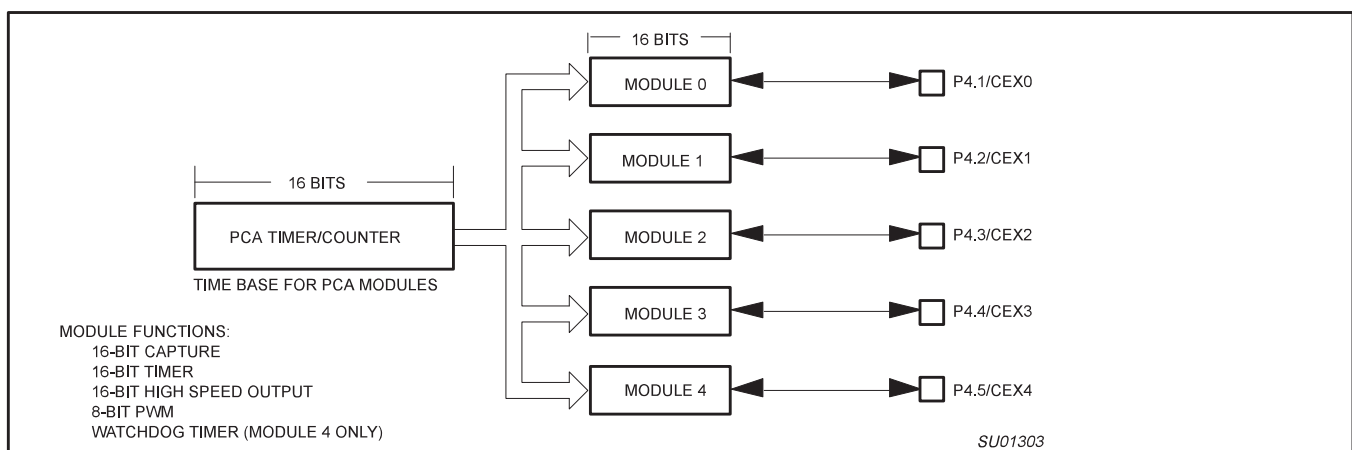 16 BITS
MODULE 0
P4.1/CEX0
MODULE 1
P4.2/CEX1
16 BITS
PCA TIMER/COUNTER
MODULE 2
P4.3/CEX2
TIME BASE FOR PCA MODULES
MODULE 3
P4.4/CEX3
MODULE FUNCTIONS:
16-BIT CAPTURE
16-BIT TIMER
16-BIT HIGH SPEED OUTPUT
8-BIT PWM
WATCHDOG TIMER (MODULE 4 ONLY)
MODULE 4
P4.5/CEX4
SU01303